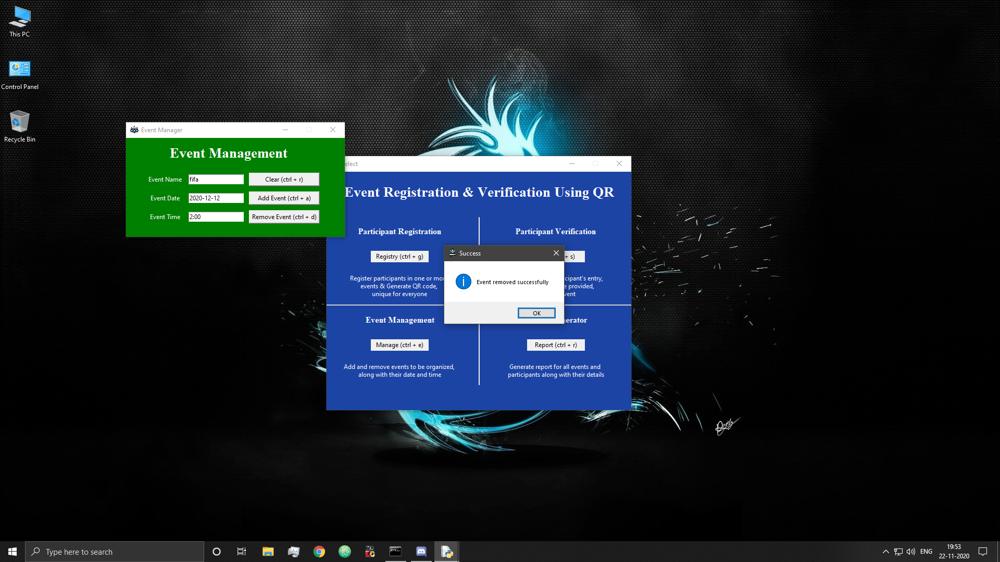 This PC
Control Panel
Recycle Bin
Event Manager
Event Management
Event Name
fifa
Clear (ctrl + r)
Event Date
2020-12-12
Add Event (ctrl + a)
Event Time
2:00
Remove Event (ctrl + d)
elect
Event Registration & Verification Using QR
Participant Registration
Registry (ctrl + g)
Register participants in one or mor
events & Generate QR code,
unique for everyone
Participant Verification
+ s)
cipant's entry,
e provided,
vent
Success
Event removed successfully
OK
Event Management
Manage (ctrl + e)
Add and remove events to be organized,
along with their date and time
erator
Report (ctrl + r)
Generate report for all events and
participants along with their details
Type here to search
ENG
19:53
22-11-2020